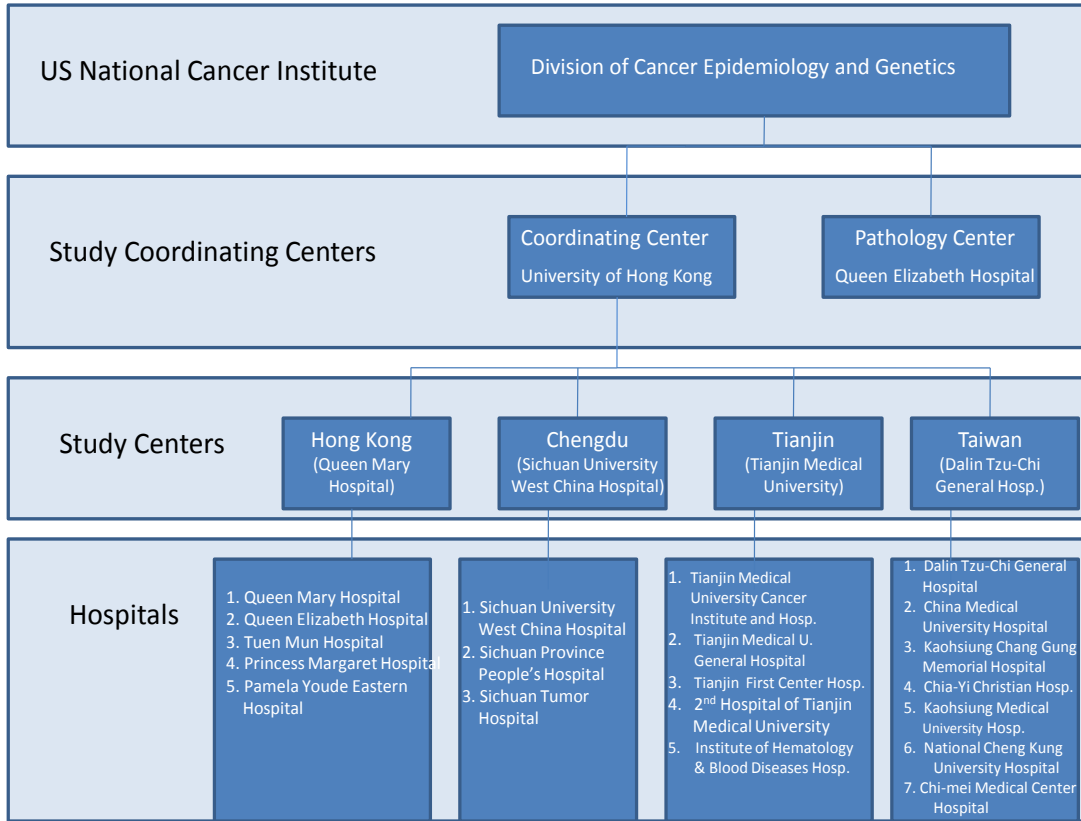 US National Cancer Institute
Division of Cancer Epidemiology and Genetics
Study Coordinating Centers
Coordinating Center
University of Hong Kong
Pathology Center
Queen Elizabeth Hospital
Study Centers
Hong Kong
(Queen Mary
Hospital)
Chengdu
(Sichuan University
West China Hospital)
Tianjin
(Tianjin Medical
University)
Taiwan
(Dalin Tzu-Chi
General Hosp.)
Hospitals
1. Queen Mary Hospital
2. Queen Elizabeth Hospital
3. Tuen Mun Hospital
4. Princess Margaret Hospital
5. Pamela Youde Eastern
Hospital
1. Sichuan University
West China Hospital
2. Sichuan Province
People’s Hospital
3. Sichuan Tumor
Hospital
1. Tianjin Medical
University Cancer
Institute and Hosp.
2. Tianjin Medical U.
General Hospital
3. Tianjin First Center Hosp.
4. 2nd Hospital of Tianjin
Medical University
5. Institute of Hematology
& Blood Diseases Hosp.
1. Dalin Tzu-Chi General
Hospital
2. China Medical
University Hospital
3. Kaohsiung Chang Gung
Memorial Hospital
4. Chia-Yi Christian Hosp.
5. Kaohsiung Medical
University Hosp.
6. National Cheng Kung
University Hospital
7. Chi-mei Medical Center
Hospital